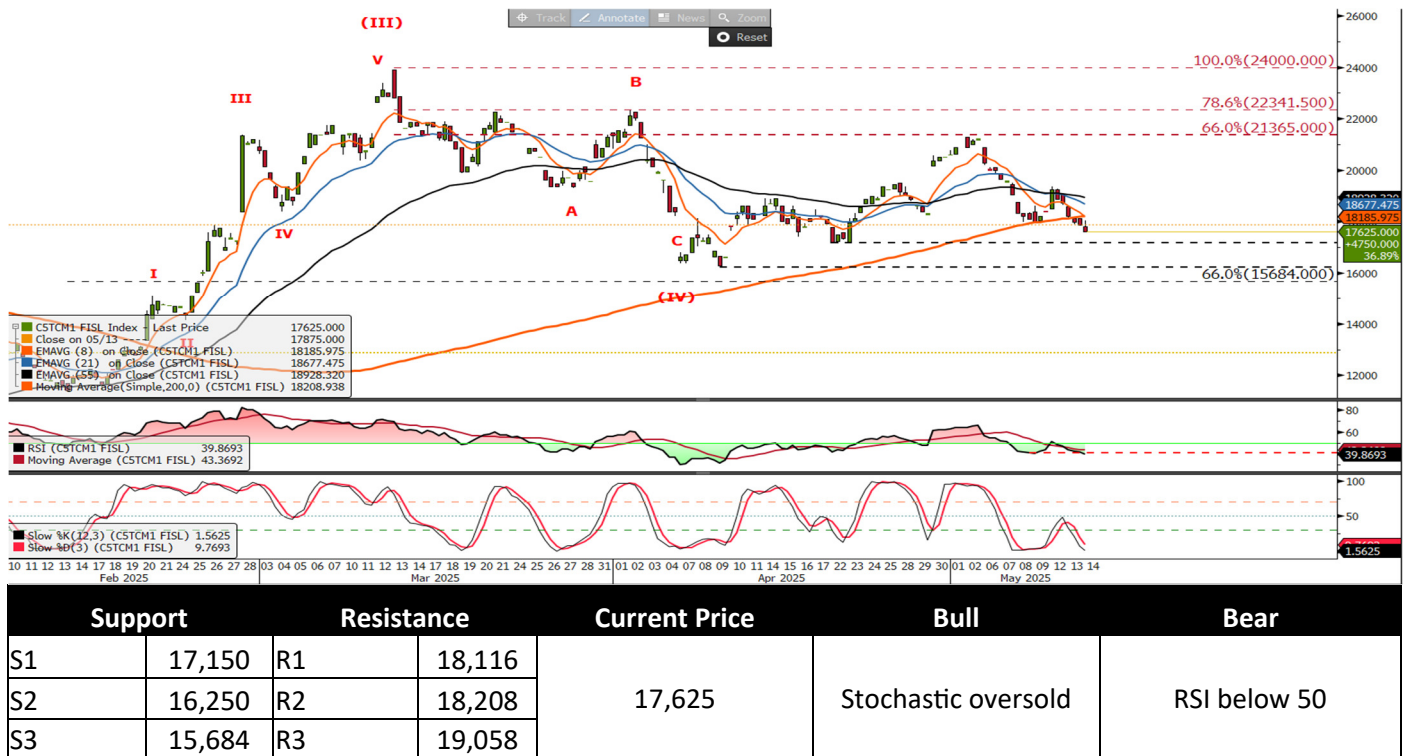 Track Annotate News Zoom
Reset
(III)
V
III
B
I
IV
II
A
C
(IV)
100.0%(24000.000)
78.6%(22341.500)
66.0%(21365.000)
66.0%(15684.000)
26000
24000
22000
20000
18677.475
18185.975
17625.000
+4750.000
36.89%
16000
14000
12000
C5TCM1 FISL Index - Last Price 17625.000
Close on 05/13 ---- 17875.000
EMAVG (8) on Close (C5TCM1 FISL) 18185.975
EMAVG (21) on Close (C5TCM1 FISL) 18677.475
EMAVG (55) on Close (C5TCM1 FISL) 18928.320
Moving Average(Simple,200,0) (C5TCM1 FISL) 18208.938
80
60
39.8693
RSI (C5TCM1 FISL) 39.8693
Moving Average (C5TCM1 FISL) 43.3692
100
50
1.5625
Slow %K(12,3) (C5TCM1 FISL) 1.5625
Slow %D(3) (C5TCM1 FISL) 9.7693
10 11 12 13 14 17 18 19 20 21 24 25 26 27 28 03 04 05 06 07 10 11 12 13 14 17 18 19 20 21 24 25 26 27 28 31 01 02 03 04 07 08 09 10 11 14 15 16 17 22 23 24 25 28 29 30 01 02 06 07 08 09 12 13 14
Feb 2025 Mar 2025 Apr 2025 May 2025
Support Resistance Current Price Bull Bear
S1 17,150 R1 18,116
S2 16,250 R2 18,208 17,625 Stochastic oversold RSI below 50
S3 15,684 R3 19,058